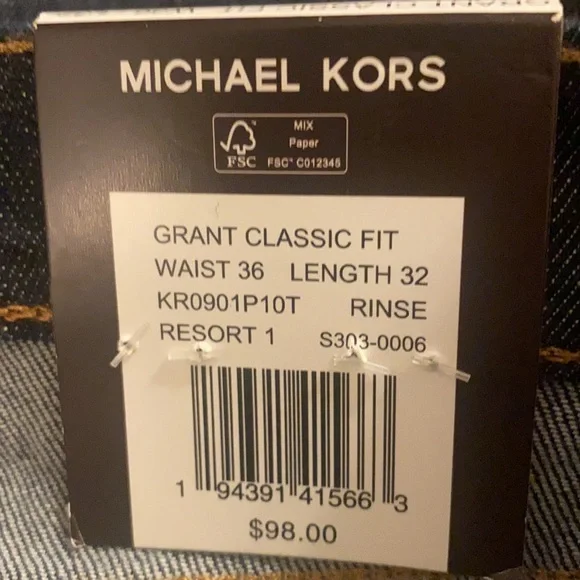 MICHAEL KORS
MIX
Paper
FSC™ FSC® C012345
GRANT CLASSIC FIT
WAIST 36 LENGTH 32
KR0901P10T RINSE
RESORT 1 S303-0006
1 94391 41566 3
$98.00